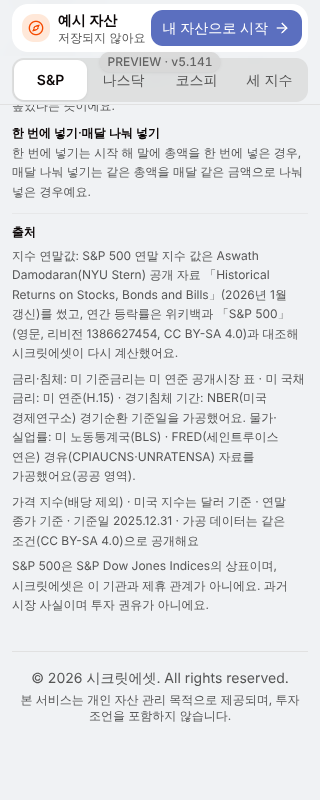 예시 자산
저장되지 않아요
내 자산으로 시작 →
PREVIEW · v5.141
S&P
나스닥
코스피
세 지수
높았다는 뜻이에요.
한 번에 넣기·매달 나눠 넣기
한 번에 넣기는 시작 해 말에 총액을 한 번에 넣은 경우,
매달 나눠 넣기는 같은 총액을 매달 같은 금액으로 나눠
넣은 경우예요.
출처
지수 연말값: S&P 500 연말 지수 값은 Aswath
Damodaran(NYU Stern) 공개 자료 「Historical
Returns on Stocks, Bonds and Bills」(2026년 1월
갱신)를 썼고, 연간 등락률은 위키백과 「S&P 500」
(영문, 리비전 1386627454, CC BY-SA 4.0)과 대조해
시크릿에셋이 다시 계산했어요.
금리·침체: 미 기준금리는 미 연준 공개시장 표 · 미 국채
금리: 미 연준(H.15) · 경기침체 기간: NBER(미국
경제연구소) 경기순환 기준일을 가공했어요. 물가·
실업률: 미 노동통계국(BLS) · FRED(세인트루이스
연은) 경유(CPIAUCNS·UNRATENSA) 자료를
가공했어요(공공 영역).
가격 지수(배당 제외) · 미국 지수는 달러 기준 · 연말
종가 기준 · 기준일 2025.12.31 · 가공 데이터는 같은
조건(CC BY-SA 4.0)으로 공개해요
S&P 500은 S&P Dow Jones Indices의 상표이며,
시크릿에셋은 이 기관과 제휴 관계가 아니에요. 과거
시장 사실이며 투자 권유가 아니에요.
© 2026 시크릿에셋. All rights reserved.
본 서비스는 개인 자산 관리 목적으로 제공되며, 투자
조언을 포함하지 않습니다.